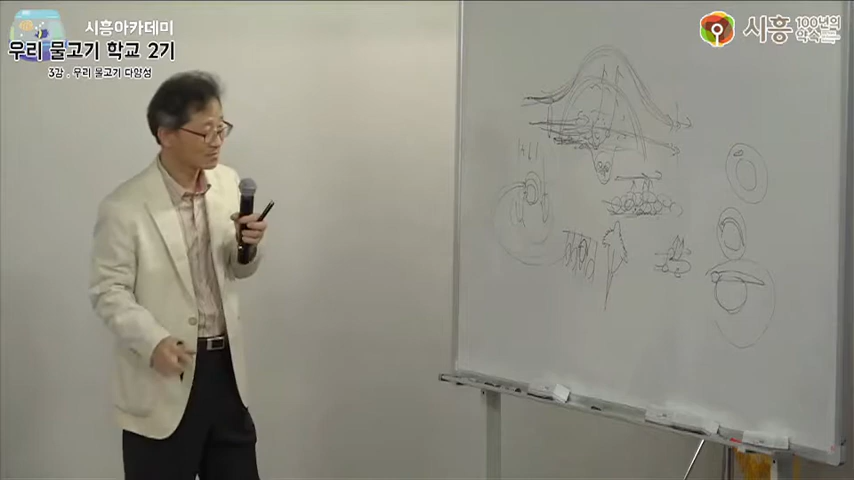 시흥아카데미
우리 물고기 학교 2기
3강. 우리 물고기 다양성
시흥 100년의
약속